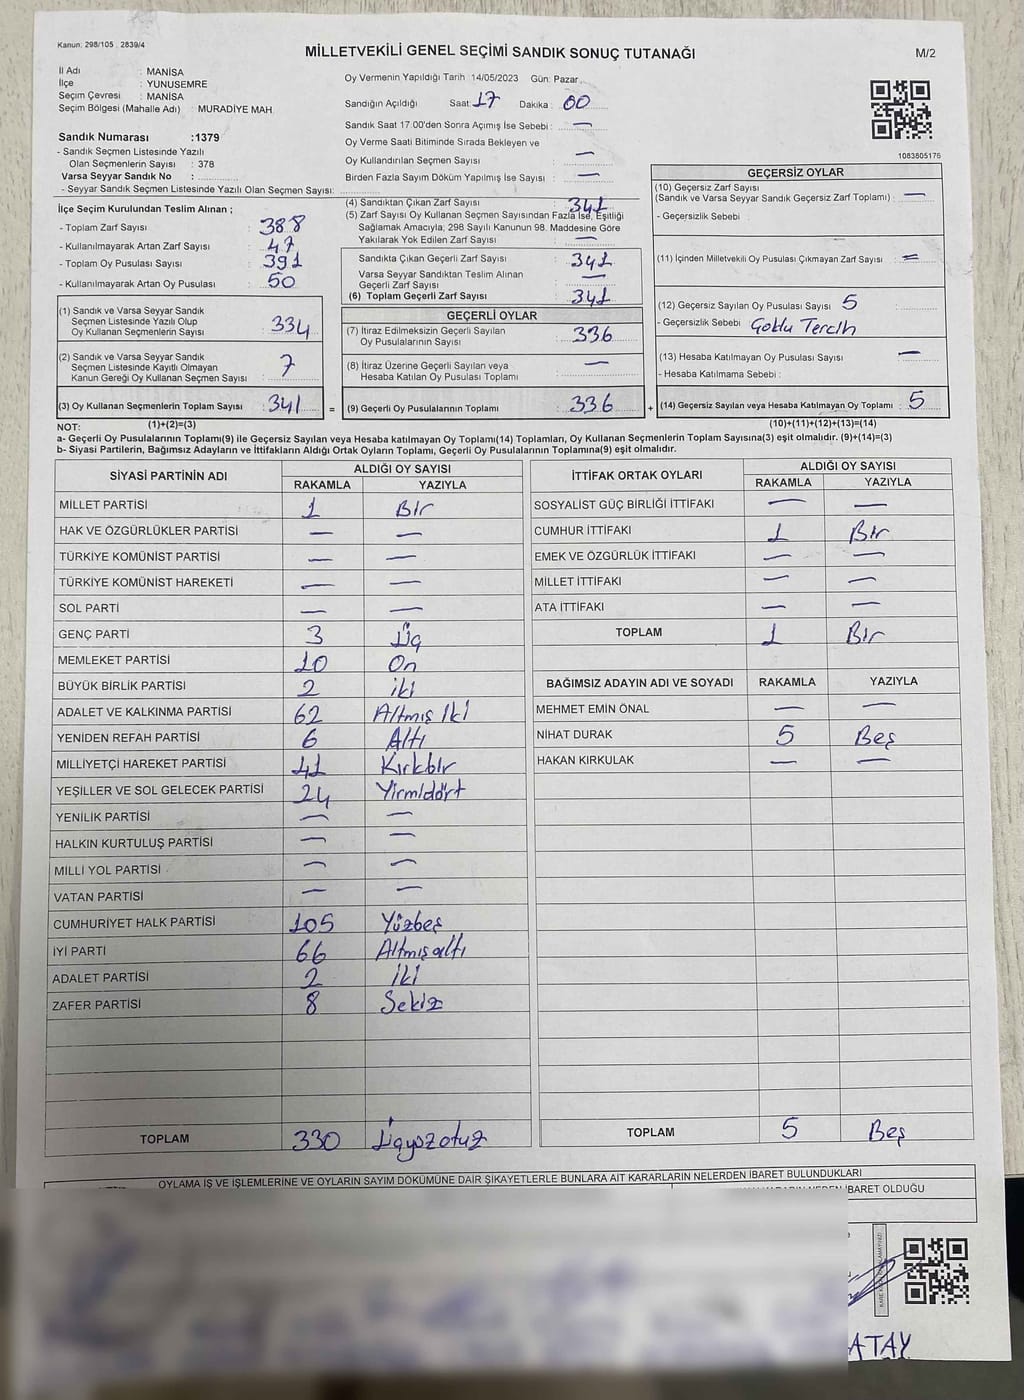 Kanun: 298/105 , 2839/4
MİLLETVEKİLİ GENEL SEÇİMİ SANDIK SONUÇ TUTANAĞI
M/2
İl Adı : MANİSA
İlçe : YUNUSEMRE
Seçim Çevresi : MANİSA
Seçim Bölgesi (Mahalle Adı) : MURADİYE MAH.
Sandık Numarası :1379
- Sandık Seçmen Listesinde Yazılı
Olan Seçmenlerin Sayısı : 378
Varsa Seyyar Sandık No :
- Seyyar Sandık Seçmen Listesinde Yazılı Olan Seçmen Sayısı:
Oy Vermenin Yapıldığı Tarih 14/05/2023 Gün: Pazar
Sandığın Açıldığı Saat: 17 Dakika : 00
Sandık Saat 17.00'den Sonra Açımış İse Sebebi : —
Oy Verme Saati Bitiminde Sırada Bekleyen ve
Oy Kullandırılan Seçmen Sayısı —
Birden Fazla Sayım Döküm Yapılmış İse Sayısı : —
1083805176
İlçe Seçim Kurulundan Teslim Alınan ;
- Toplam Zarf Sayısı : 388
- Kullanılmayarak Artan Zarf Sayısı : 47
- Toplam Oy Pusulası Sayısı : 391
- Kullanılmayarak Artan Oy Pusulası : 50
(1) Sandık ve Varsa Seyyar Sandık
Seçmen Listesinde Yazılı Olup
Oy Kullanan Seçmenlerin Sayısı : 334
(2) Sandık ve Varsa Seyyar Sandık
Seçmen Listesinde Kayıtlı Olmayan
Kanun Gereği Oy Kullanan Seçmen Sayısı : 7
(3) Oy Kullanan Seçmenlerin Toplam Sayısı : 341
(1)+(2)=(3)
(4) Sandıktan Çıkan Zarf Sayısı : 341
(5) Zarf Sayısı Oy Kullanan Seçmen Sayısından Fazla İse, Eşitliği
Sağlamak Amacıyla; 298 Sayılı Kanunun 98. Maddesine Göre
Yakılarak Yok Edilen Zarf Sayısı : —
Sandıkta Çıkan Geçerli Zarf Sayısı : 341
Varsa Seyyar Sandıktan Teslim Alınan
Geçerli Zarf Sayısı : —
(6) Toplam Geçerli Zarf Sayısı : 341
GEÇERLİ OYLAR
(7) İtiraz Edilmeksizin Geçerli Sayılan
Oy Pusulalarının Sayısı : 336
(8) İtiraz Üzerine Geçerli Sayılan veya
Hesaba Katılan Oy Pusulası Toplamı : —
= (9) Geçerli Oy Pusulalarının Toplamı : 336
GEÇERSİZ OYLAR
(10) Geçersiz Zarf Sayısı
(Sandık ve Varsa Seyyar Sandık Geçersiz Zarf Toplamı) : —
- Geçersizlik Sebebi :
(11) İçinden Milletvekili Oy Pusulası Çıkmayan Zarf Sayısı : =
(12) Geçersiz Sayılan Oy Pusulası Sayısı : 5
- Geçersizlik Sebebi : Çoklu Tercih
(13) Hesaba Katılmayan Oy Pusulası Sayısı : —
- Hesaba Katılmama Sebebi :
+ (14) Geçersiz Sayılan veya Hesaba Katılmayan Oy Toplamı : 5
(10)+(11)+(12)+(13)=(14)
NOT:
a- Geçerli Oy Pusulalarının Toplamı(9) ile Geçersiz Sayılan veya Hesaba katılmayan Oy Toplamı(14) Toplamları, Oy Kullanan Seçmenlerin Toplam Sayısına(3) eşit olmalıdır. (9)+(14)=(3)
b- Siyasi Partilerin, Bağımsız Adayların ve İttifakların Aldığı Ortak Oyların Toplamı, Geçerli Oy Pusulalarının Toplamına(9) eşit olmalıdır.
SİYASİ PARTİNİN ADI ALDIĞI OY SAYISI
RAKAMLA YAZIYLA
MİLLET PARTİSİ 1 Bir
HAK VE ÖZGÜRLÜKLER PARTİSİ — —
TÜRKİYE KOMÜNİST PARTİSİ — —
TÜRKİYE KOMÜNİST HAREKETİ — —
SOL PARTİ — —
GENÇ PARTİ 3 Üç
MEMLEKET PARTİSİ 10 On
BÜYÜK BİRLİK PARTİSİ 2 iki
ADALET VE KALKINMA PARTİSİ 62 Altmış iki
YENİDEN REFAH PARTİSİ 6 Altı
MİLLİYETÇİ HAREKET PARTİSİ 41 Kırkbir
YEŞİLLER VE SOL GELECEK PARTİSİ 24 Yirmidört
YENİLİK PARTİSİ — —
HALKIN KURTULUŞ PARTİSİ — —
MİLLİ YOL PARTİSİ — —
VATAN PARTİSİ — —
CUMHURİYET HALK PARTİSİ 105 Yüzbeş
İYİ PARTİ 66 Altmışaltı
ADALET PARTİSİ 2 İki
ZAFER PARTİSİ 8 Sekiz
TOPLAM 330 Üçyüzotuz
İTTİFAK ORTAK OYLARI ALDIĞI OY SAYISI
RAKAMLA YAZIYLA
SOSYALİST GÜÇ BİRLİĞİ İTTİFAKI — —
CUMHUR İTTİFAKI 1 Bir
EMEK VE ÖZGÜRLÜK İTTİFAKI — —
MİLLET İTTİFAKI — —
ATA İTTİFAKI — —
TOPLAM 1 Bir
BAĞIMSIZ ADAYIN ADI VE SOYADI RAKAMLA YAZIYLA
MEHMET EMİN ÖNAL — —
NİHAT DURAK 5 Beş
HAKAN KIRKULAK — —
TOPLAM 5 Beş
OYLAMA İŞ VE İŞLEMLERİNE VE OYLARIN SAYIM DÖKÜMÜNE DAİR ŞİKAYETLERLE BUNLARA AİT KARARLARIN NELERDEN İBARET BULUNDUKLARI
İBARET OLDUĞU
ATAY